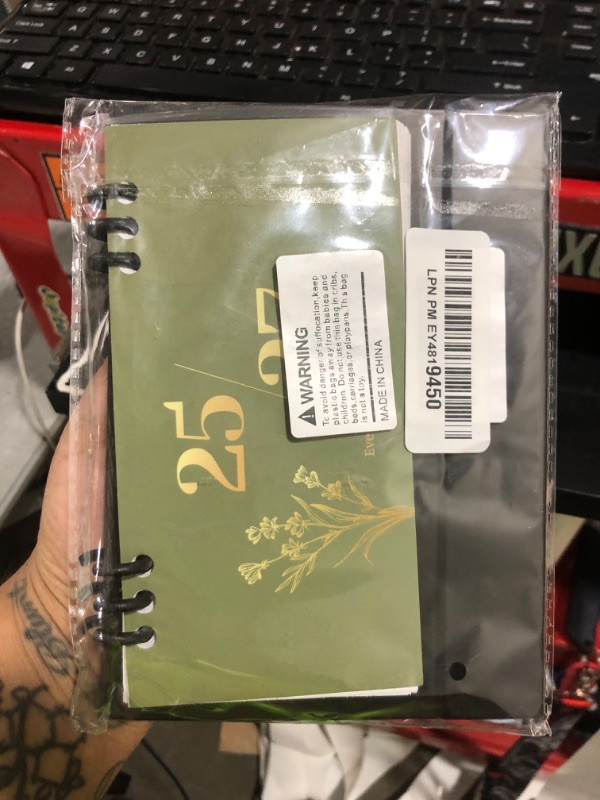 25/27
Eve
WARNING
To avoid danger of suffocation, keep
plastic bags away from babies and
children. Do not use this bag in cribs,
beds, carriages, or playpens. This bag
is not a toy.
MADE IN CHINA
LPN PM EY4819450